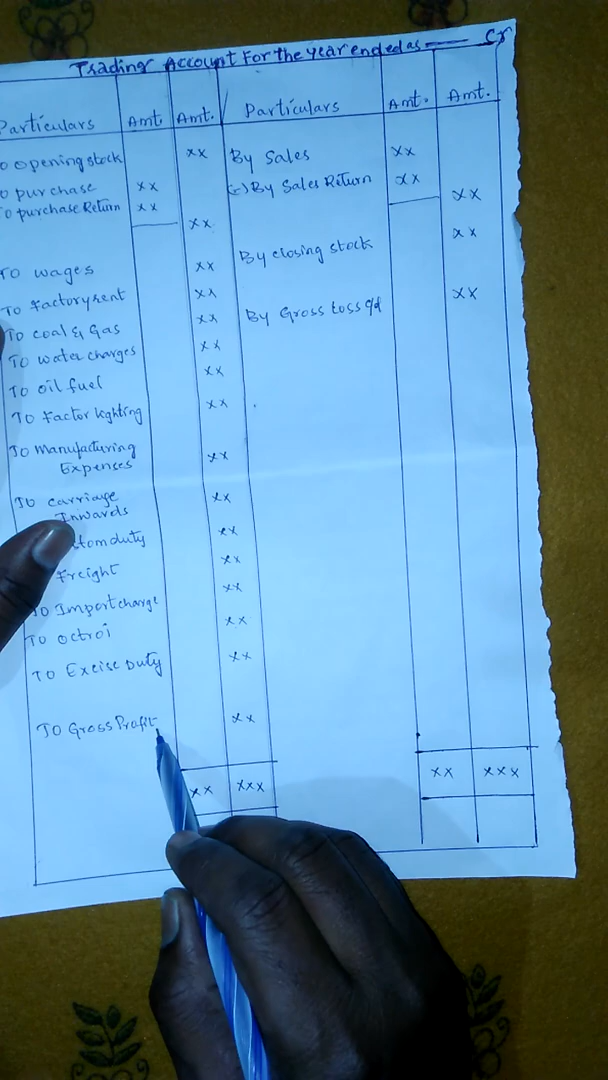 Trading Account For the year ended as — Cr
Particulars Amt. Amt. Particulars Amt. Amt.
o opening stock xx By Sales xx
o purchase xx (-) By Sales Return xx xx
o purchase Return xx xx
By closing stock xx
To wages xx
To Factory rent xx By Gross Loss c/d xx
To coal & Gas xx
To water charges xx
To oil fuel xx
To Factor lighting xx
To Manufacturing
Expenses xx
To carriage
Inwards xx
tom duty xx
Freight xx
To Import charge xx
To octroi xx
To Excise Duty xx
To Gross Profit xx
xx xxx xx xxx